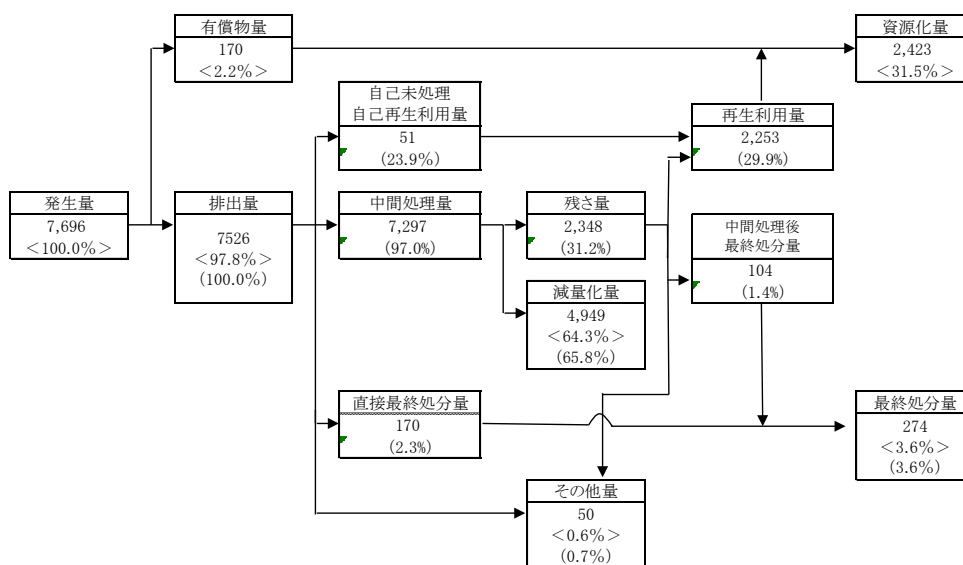 有償物量
170
＜2.2％＞
資源化量
2,423
＜31.5％＞
自己未処理
自己再生利用量
51
(23.9%)
再生利用量
2,253
(29.9%)
発生量
7,696
＜100.0％＞
排出量
7526
＜97.8％＞
(100.0%)
中間処理量
7,297
(97.0%)
残さ量
2,348
(31.2%)
中間処理後
最終処分量
104
(1.4%)
減量化量
4,949
＜64.3％＞
(65.8%)
直接最終処分量
170
(2.3%)
最終処分量
274
＜3.6％＞
(3.6%)
その他量
50
＜0.6％＞
(0.7%)